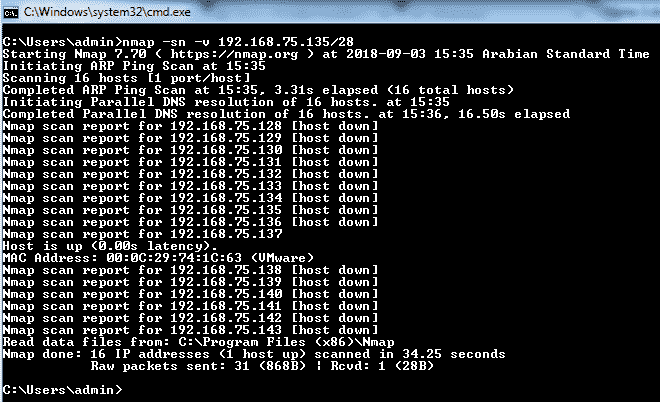 C:\Windows\system32\cmd.exe
C:\Users\admin>nmap -sn -v 192.168.75.135/28
Starting Nmap 7.70 ( https://nmap.org ) at 2018-09-03 15:35 Arabian Standard Time
Initiating ARP Ping Scan at 15:35
Scanning 16 hosts [1 port/host]
Completed ARP Ping Scan at 15:35, 3.31s elapsed (16 total hosts)
Initiating Parallel DNS resolution of 16 hosts. at 15:35
Completed Parallel DNS resolution of 16 hosts. at 15:36, 16.50s elapsed
Nmap scan report for 192.168.75.128 [host down]
Nmap scan report for 192.168.75.129 [host down]
Nmap scan report for 192.168.75.130 [host down]
Nmap scan report for 192.168.75.131 [host down]
Nmap scan report for 192.168.75.132 [host down]
Nmap scan report for 192.168.75.133 [host down]
Nmap scan report for 192.168.75.134 [host down]
Nmap scan report for 192.168.75.135 [host down]
Nmap scan report for 192.168.75.136 [host down]
Nmap scan report for 192.168.75.137
Host is up (0.00s latency).
MAC Address: 00:0C:29:74:1C:63 (VMware)
Nmap scan report for 192.168.75.138 [host down]
Nmap scan report for 192.168.75.139 [host down]
Nmap scan report for 192.168.75.140 [host down]
Nmap scan report for 192.168.75.141 [host down]
Nmap scan report for 192.168.75.142 [host down]
Nmap scan report for 192.168.75.143 [host down]
Read data files from: C:\Program Files (x86)\Nmap
Nmap done: 16 IP addresses (1 host up) scanned in 34.25 seconds
Raw packets sent: 31 (868B) | Rcvd: 1 (28B)
C:\Users\admin>